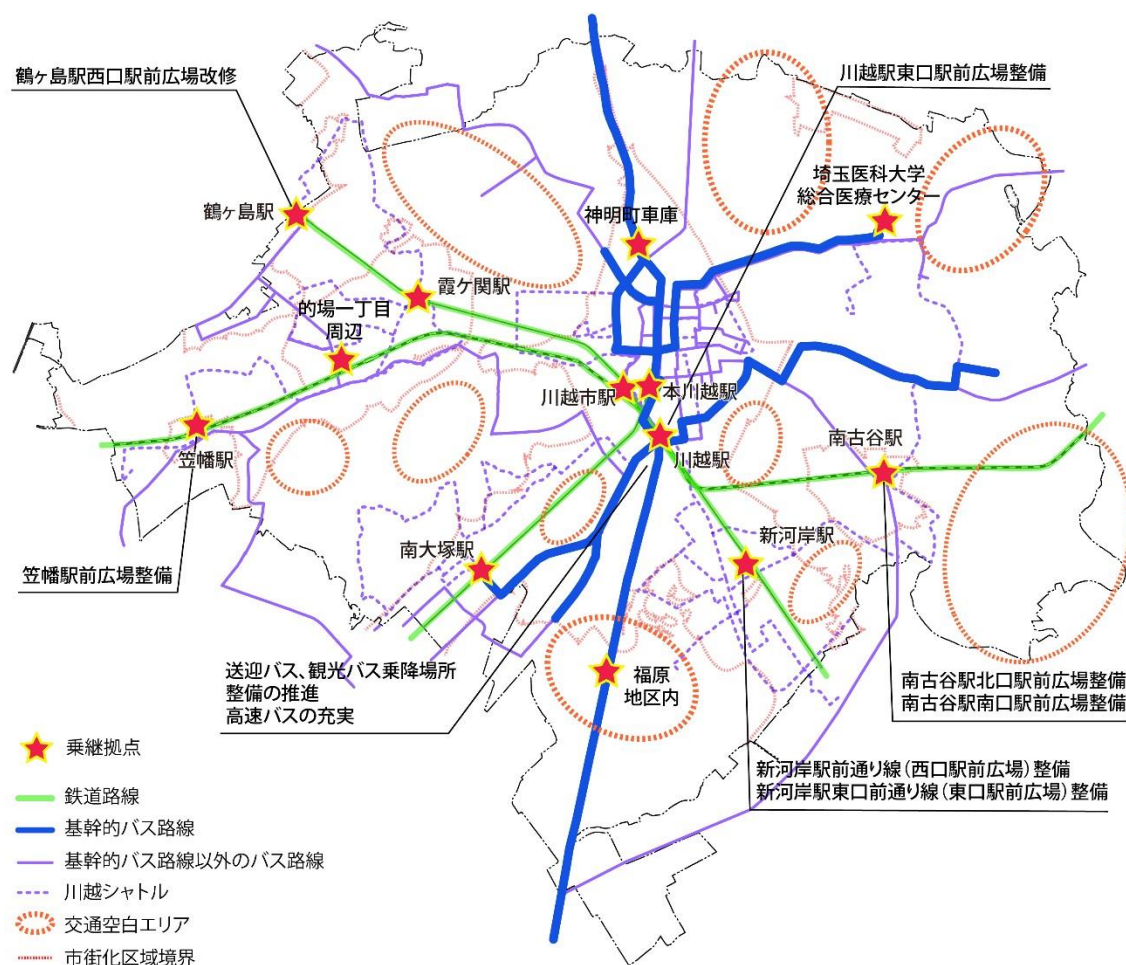 鶴ヶ島駅西口駅前広場改修
川越駅東口駅前広場整備
埼玉医科大学
総合医療センター
鶴ヶ島駅
神明町車庫
霞ケ関駅
的場一丁目
周辺
川越市駅
本川越駅
笠幡駅
川越駅
南古谷駅
南大塚駅
新河岸駅
笠幡駅前広場整備
送迎バス、観光バス乗降場所
整備の推進
高速バスの充実
福原
地区内
南古谷駅北口駅前広場整備
南古谷駅南口駅前広場整備
新河岸駅前通り線(西口駅前広場)整備
新河岸駅東口前通り線(東口駅前広場)整備
乗継拠点
鉄道路線
基幹的バス路線
基幹的バス路線以外のバス路線
川越シャトル
交通空白エリア
市街化区域境界